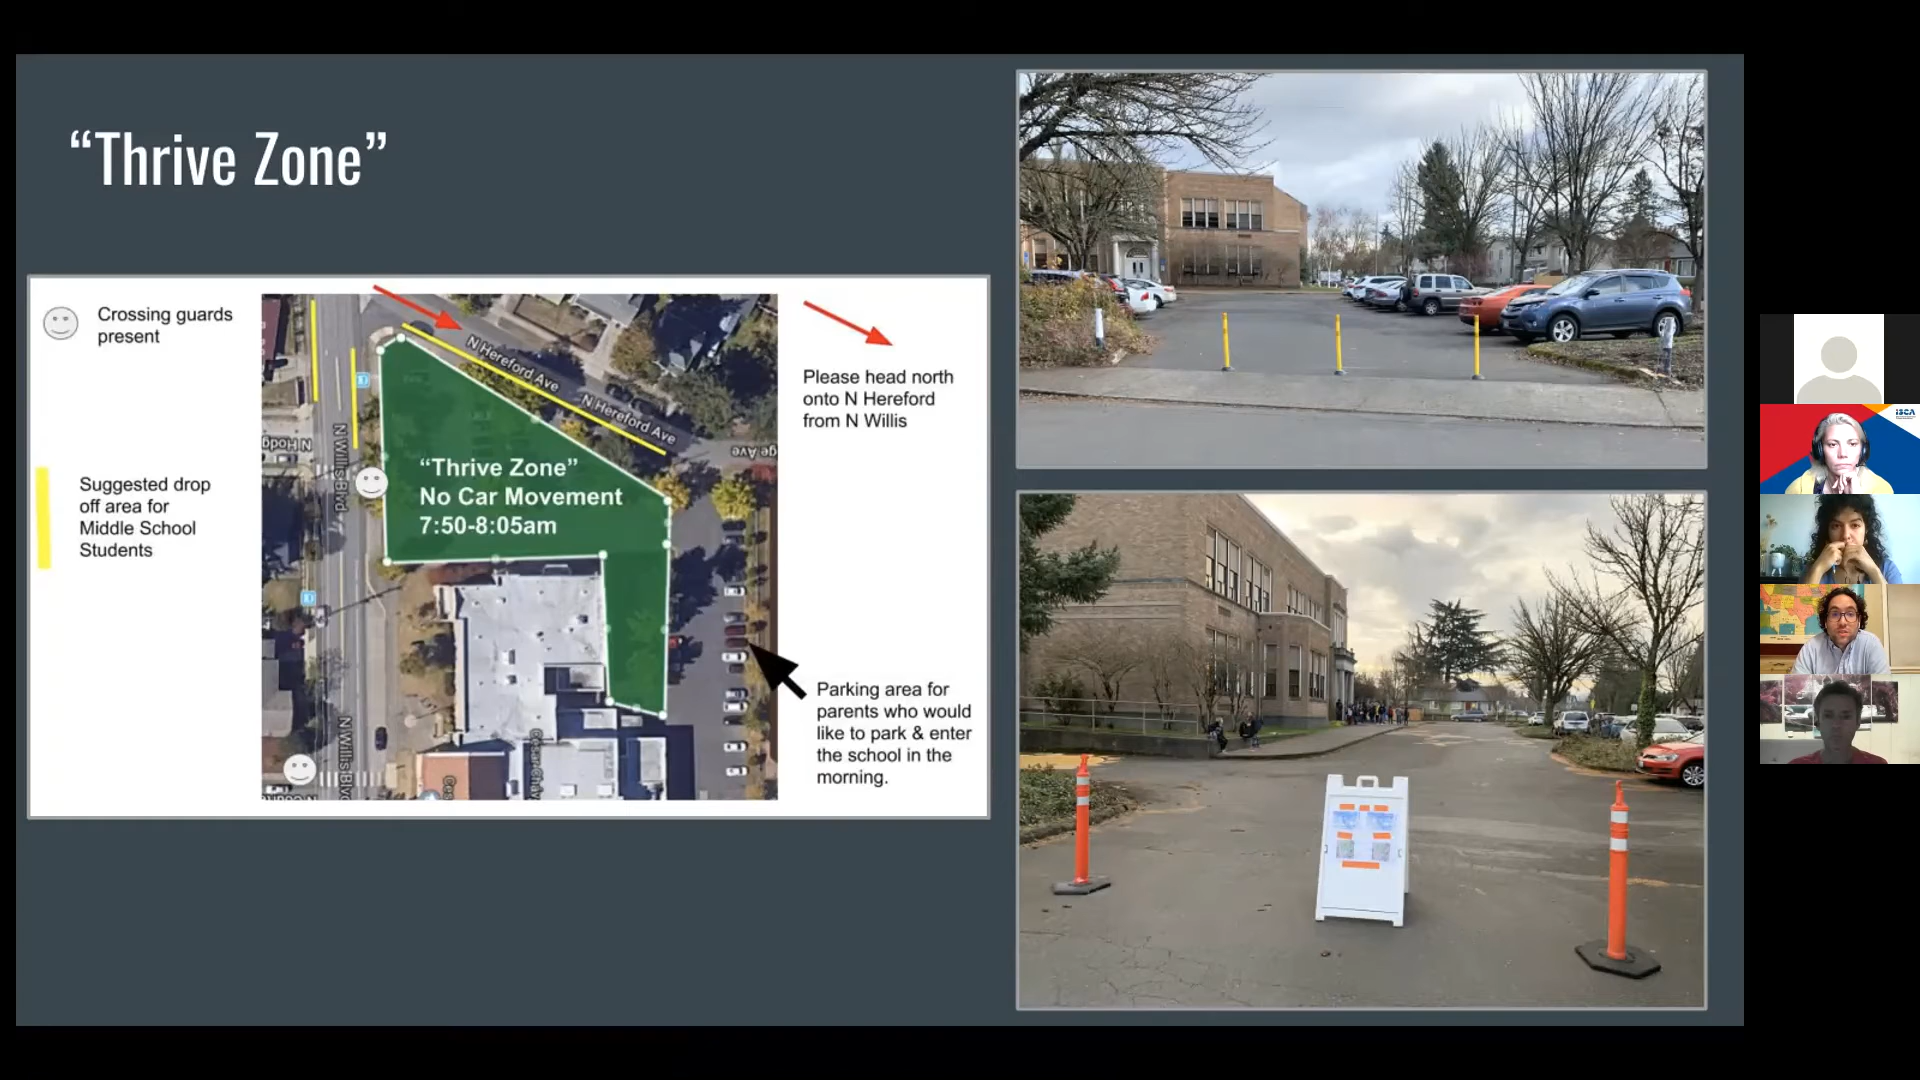 “Thrive Zone”
Crossing guards
present
Suggested drop
off area for
Middle School
Students
N Hereford Ave
N Hereford Ave
N Willis Blvd
“Thrive Zone”
No Car Movement
7:50-8:05am
N Willis Blvd
Please head north
onto N Hereford
from N Willis
Parking area for
parents who would
like to park & enter
the school in the
morning.
ISCA